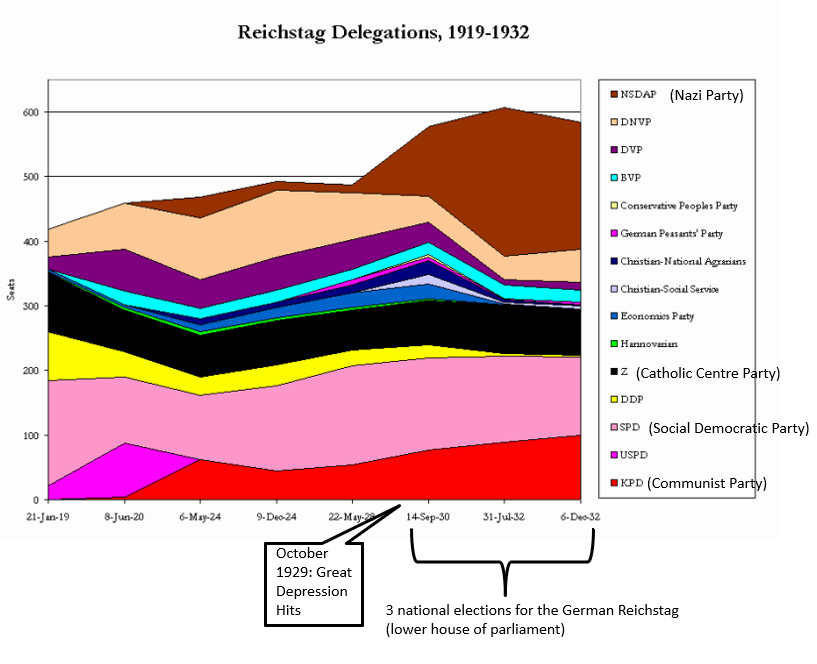 Reichstag Delegations, 1919-1932
600
500
400
300
200
100
0
Seats
21-Jan-19 8-Jun-20 6-May-24 9-Dec-24 22-May-28 14-Sep-30 31-Jul-32 6-Dec-32
NSDAP (Nazi Party)
DNVP
DVP
BVP
Conservative Peoples Party
German Peasants' Party
Christian-National Agrarians
Christian-Social Service
Economics Party
Hannovarian
Z (Catholic Centre Party)
DDP
SPD (Social Democratic Party)
USPD
KPD (Communist Party)
October
1929: Great
Depression
Hits
3 national elections for the German Reichstag
(lower house of parliament)